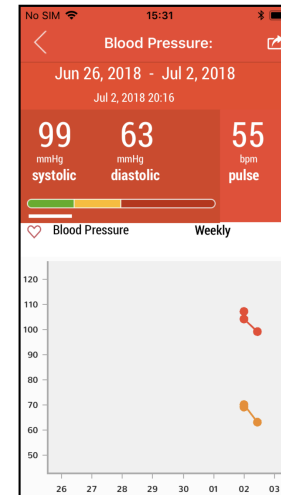 No SIM 15:31
Blood Pressure:
Jun 26, 2018 - Jul 2, 2018
Jul 2, 2018 20:16
99 63 55
mmHg mmHg bpm
systolic diastolic pulse
Blood Pressure Weekly
120
110
100
90
80
70
60
50
26 27 28 29 30 01 02 03